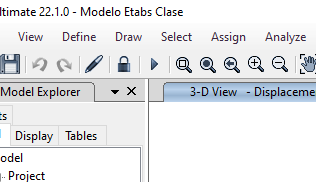 ltimate 22.1.0 - Modelo Etabs Clase
View Define Draw Select Assign Analyze
Model Explorer
3-D View - Displaceme
ts
Display Tables
odel
Project